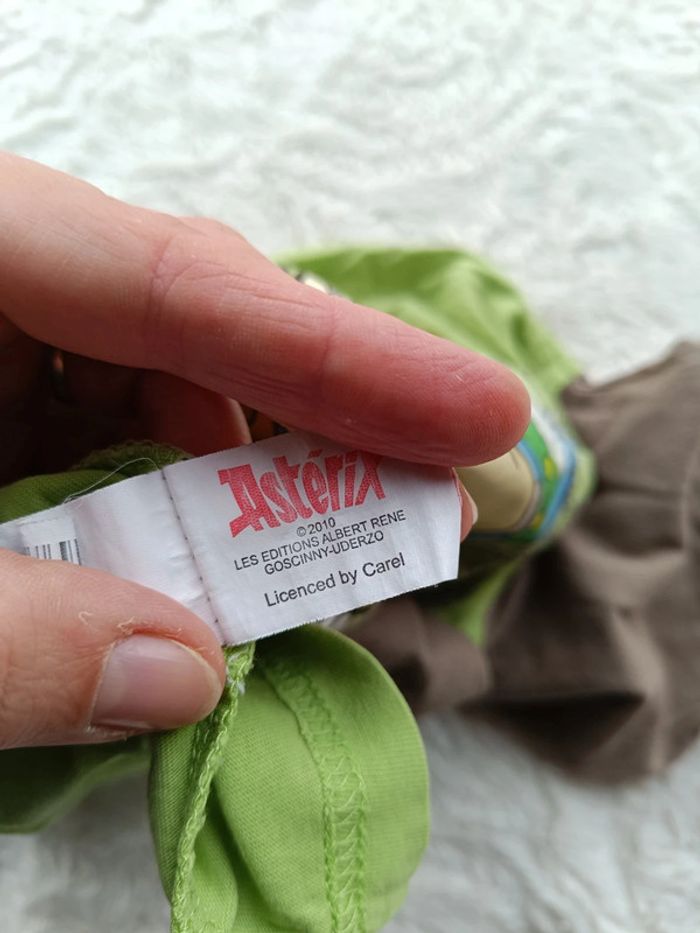 Astérix
©2010
LES EDITIONS ALBERT RENE
GOSCINNY-UDERZO
Licenced by Carel